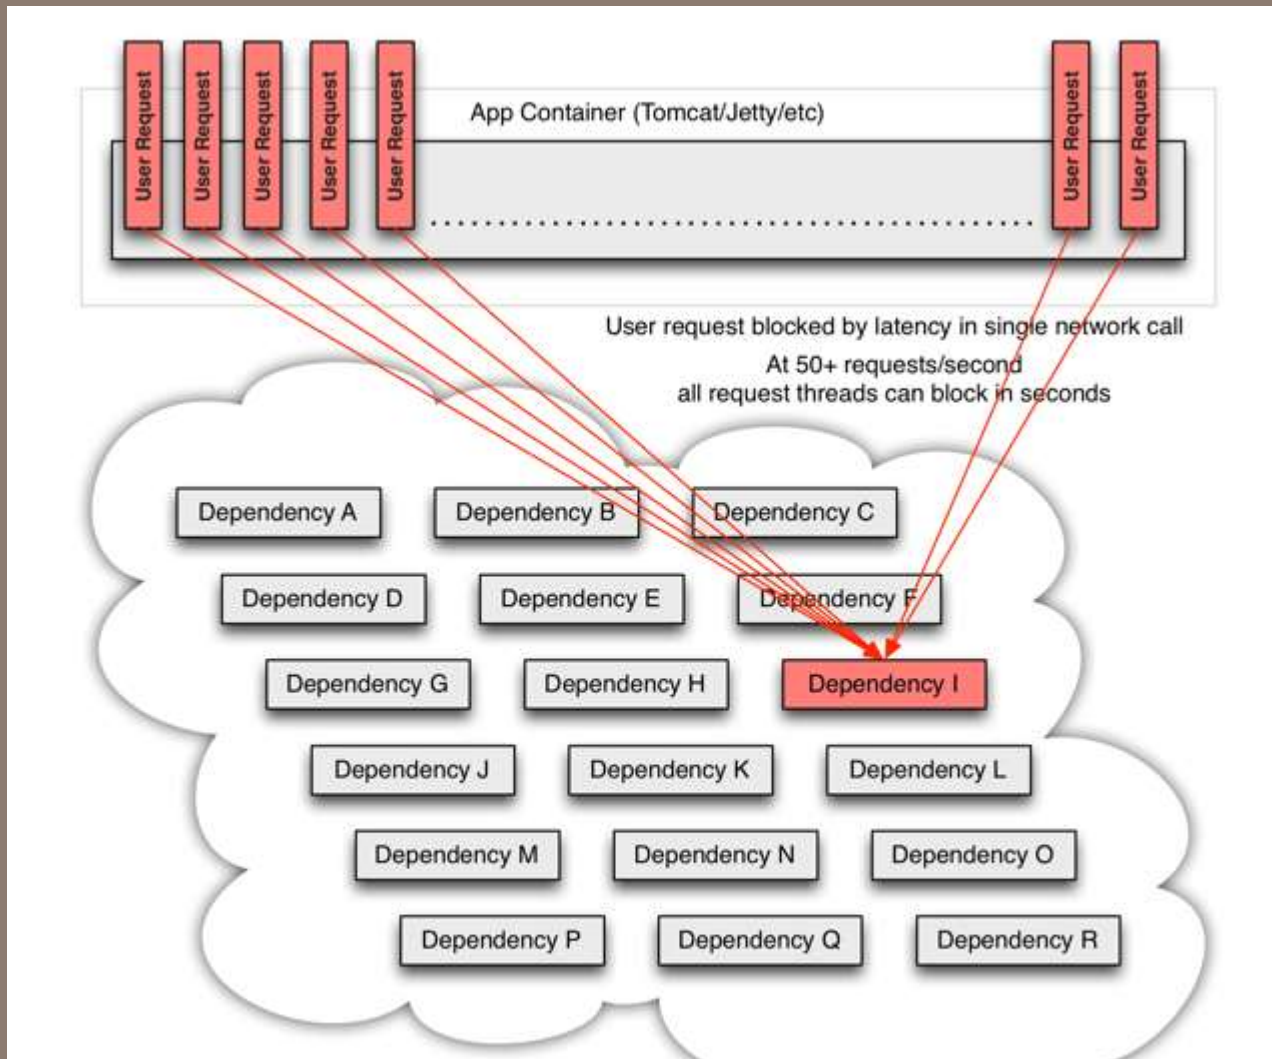 User Request
User Request
User Request
User Request
User Request
User Request
User Request
App Container (Tomcat/Jetty/etc)
User request blocked by latency in single network call
At 50+ requests/second
all request threads can block in seconds
Dependency A
Dependency B
Dependency C
Dependency D
Dependency E
Dependency F
Dependency G
Dependency H
Dependency I
Dependency J
Dependency K
Dependency L
Dependency M
Dependency N
Dependency O
Dependency P
Dependency Q
Dependency R